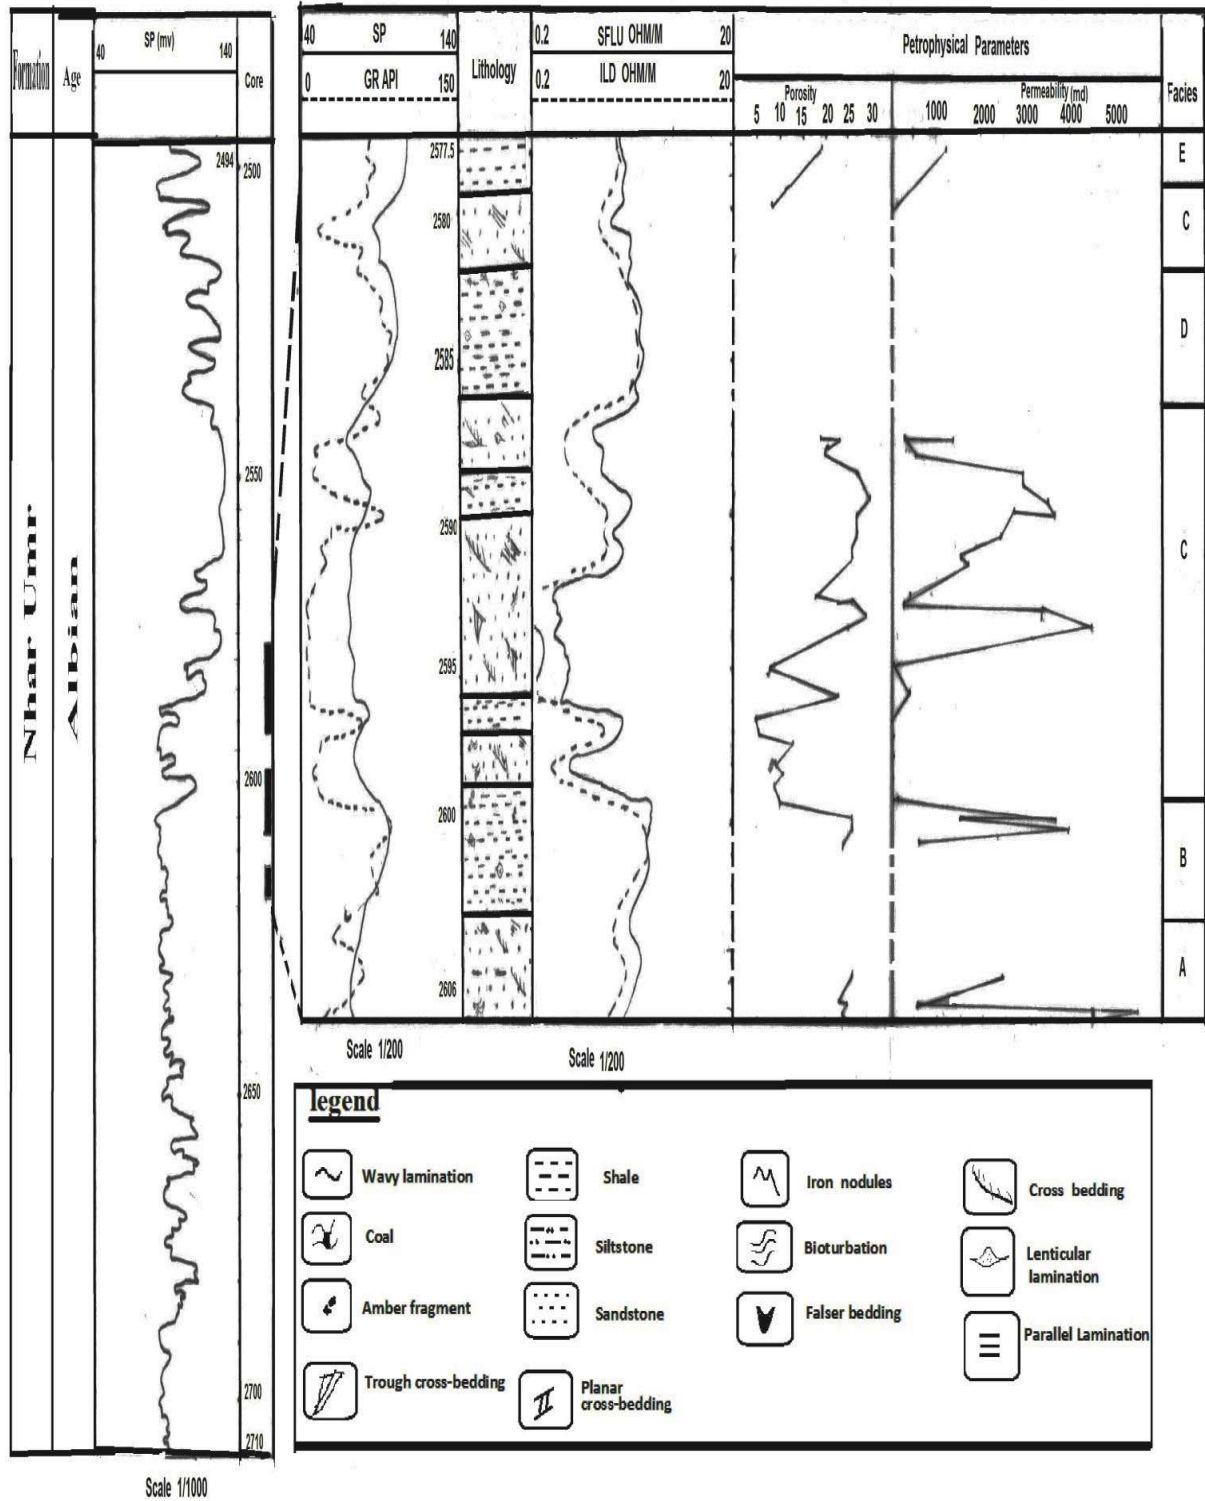 Formation
Age
SP (mv)
40
140
Core
40
SP
140
0
GR API
150
Lithology
0.2
SFLU OHM/M
20
0.2
ILD OHM/M
20
Petrophysical Parameters
Porosity
5 10 15 20 25 30
Permeability (md)
1000 2000 3000 4000 5000
Facies
Nhar Umr
Albian
2494
2500
2550
2600
2650
2700
2710
2577.5
2580
2585
2590
2595
2600
2606
E
C
D
C
B
A
Scale 1/200
Scale 1/200
Scale 1/1000
legend
Wavy lamination
Shale
Iron nodules
Cross bedding
Coal
Siltstone
Bioturbation
Lenticular
lamination
Amber fragment
Sandstone
Falser bedding
Parallel Lamination
Trough cross-bedding
Planar
cross-bedding